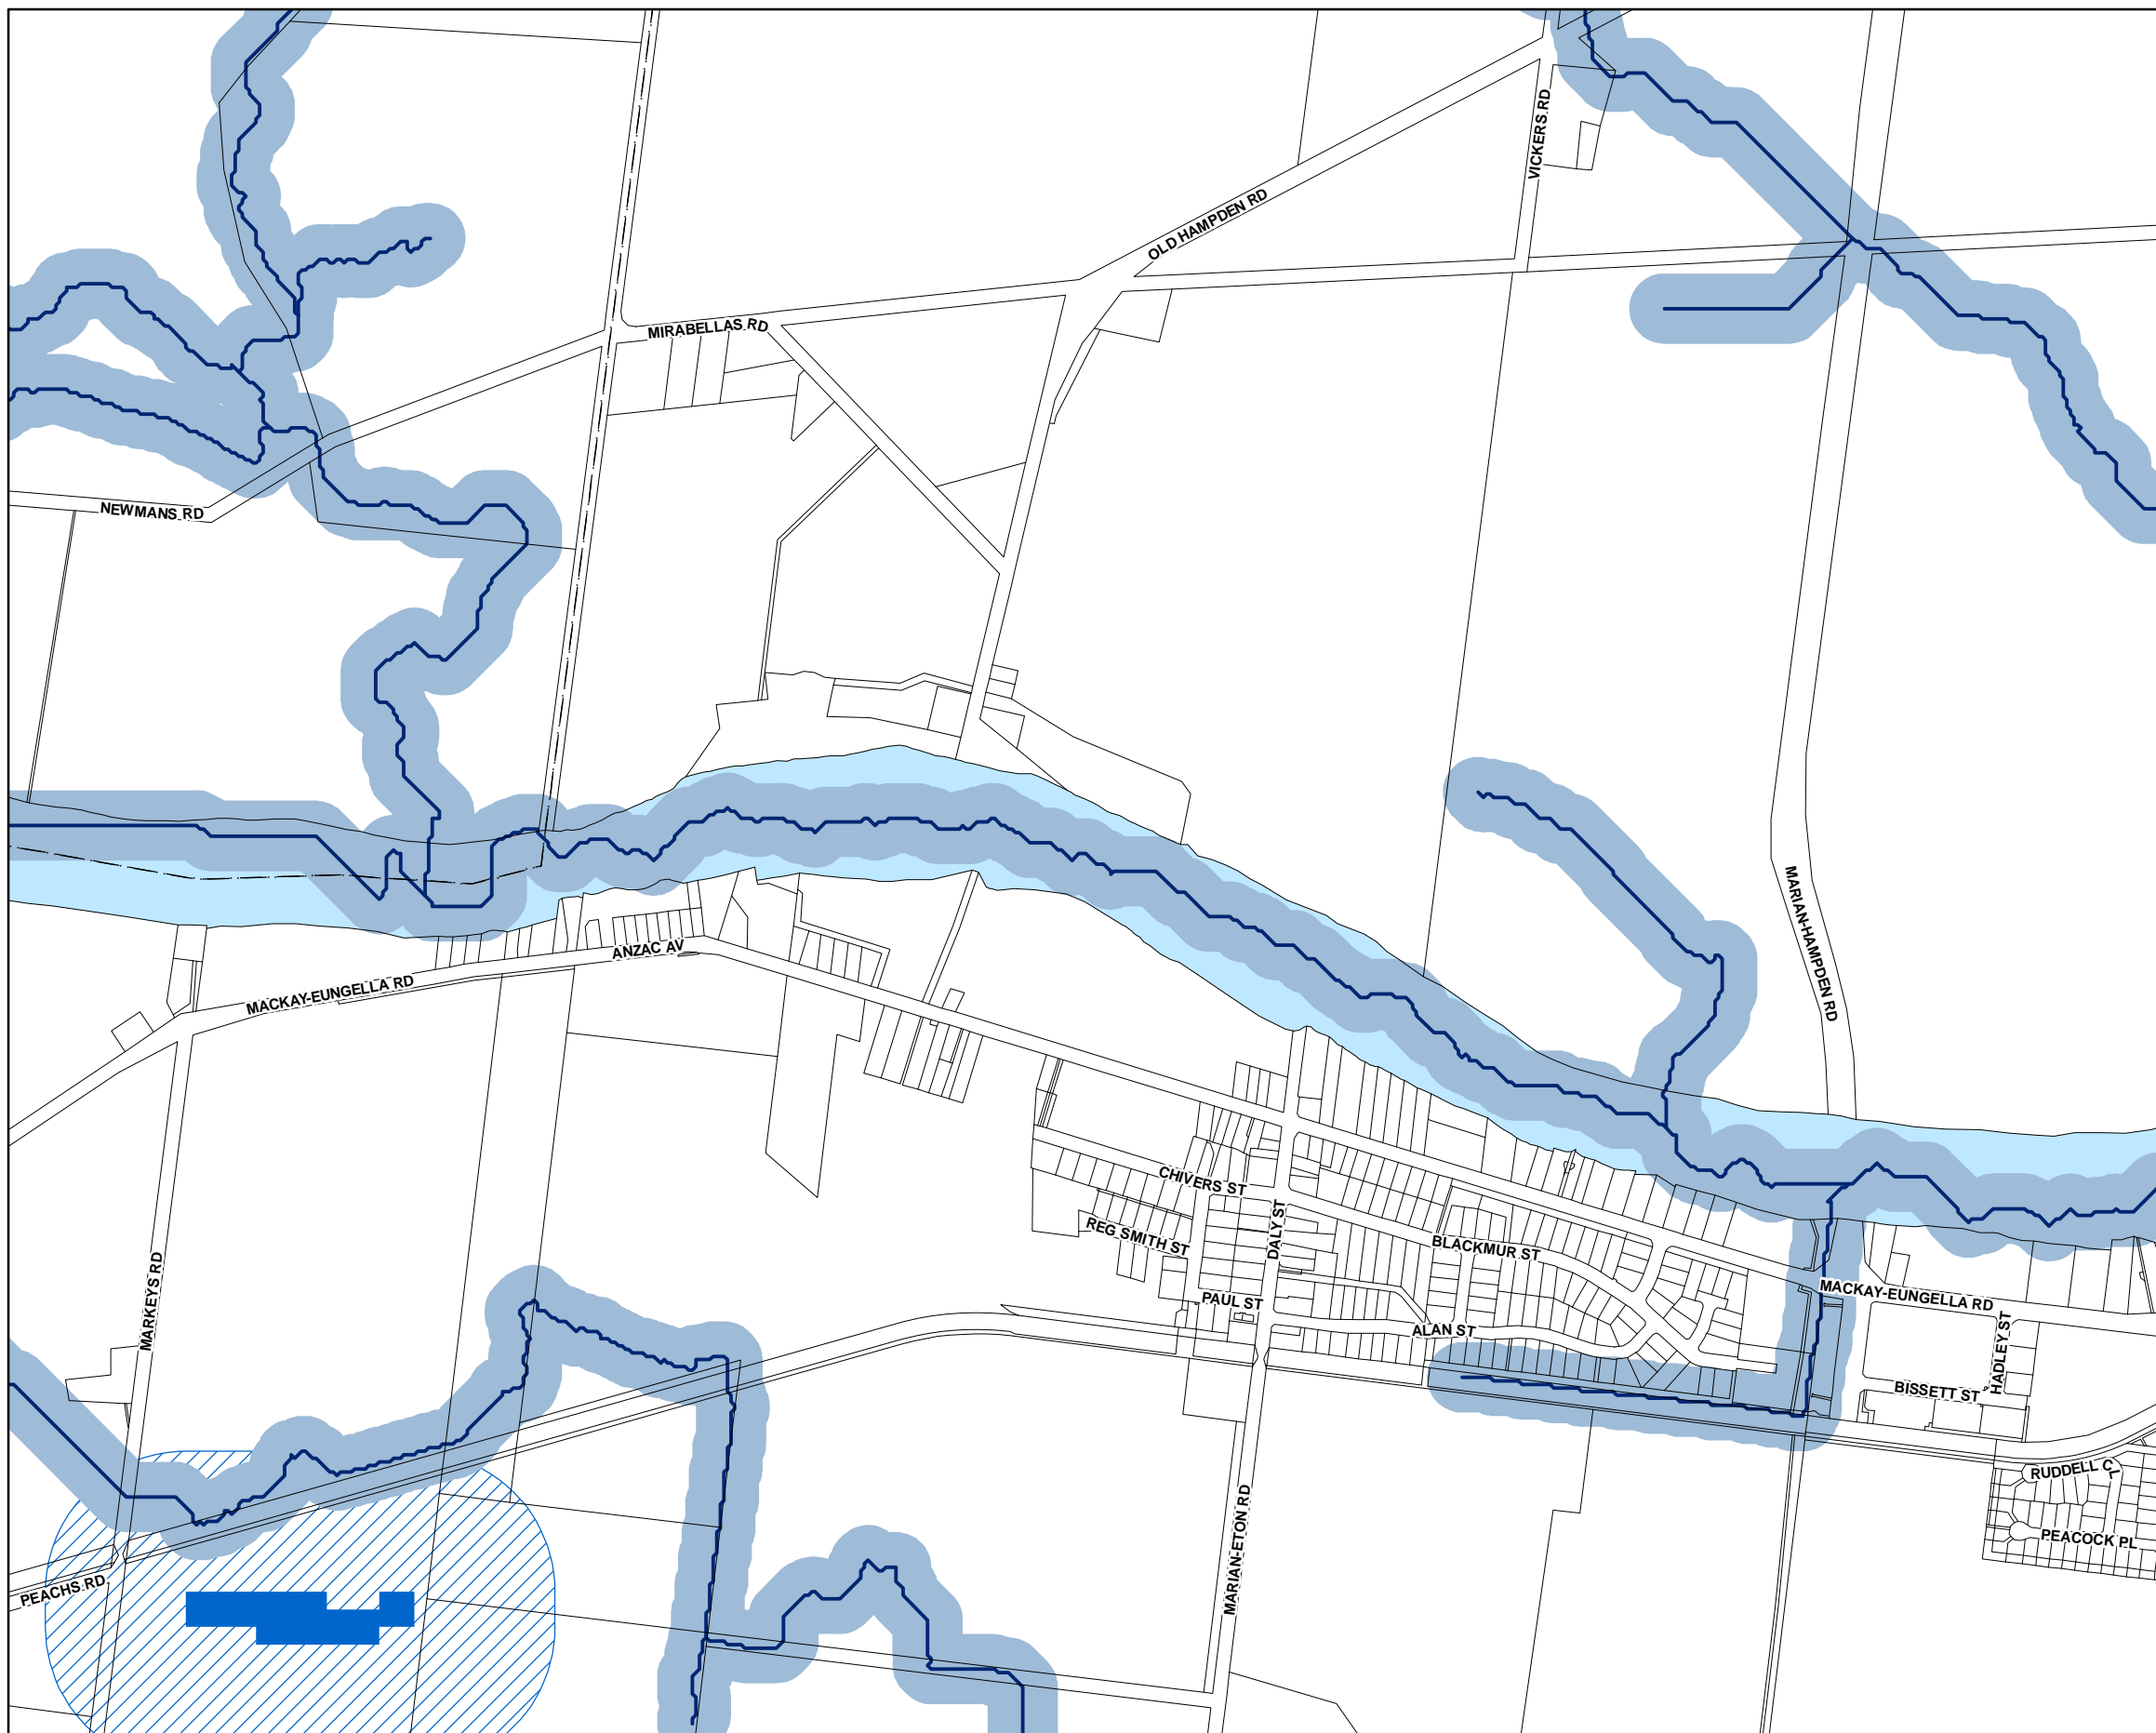 VICKERS RD
OLD HAMPDEN RD
MIRABELLAS RD
NEWMANS RD
MARIAN-HAMPDEN RD
ANZAC AV
MACKAY-EUNGELLA RD
CHIVERS ST
REG SMITH ST
DALY ST
BLACKMUR ST
MARKEYS RD
PAUL ST
ALAN ST
MACKAY-EUNGELLA RD
HADLEY ST
BISSETT ST
RUDDELL CL
PEACOCK PL
MARIAN-ETON RD
PEACHS RD